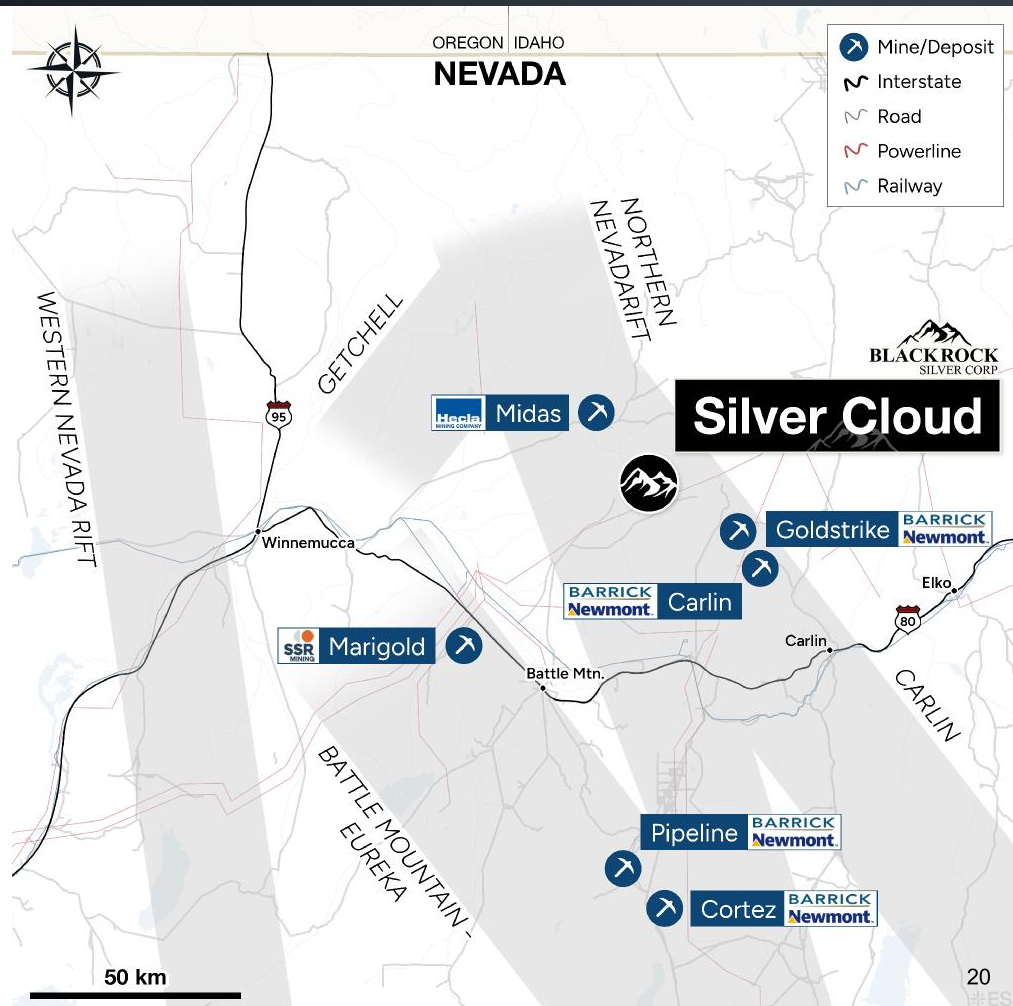 OREGON IDAHO
NEVADA
Mine/Deposit
Interstate
Road
Powerline
Railway
NORTHERN
NEVADARIFT
WESTERN NEVADA RIFT
GETCHELL
BLACKROCK
SILVER CORP
Silver Cloud
Hecla
MINING COMPANY
Midas
95
Winnemucca
Goldstrike
BARRICK
Newmont
BARRICK
Newmont
Carlin
Elko
80
Carlin
SSR
MINING
Marigold
Battle Mtn.
CARLIN
BATTLE MOUNTAIN -
EUREKA
Pipeline
BARRICK
Newmont
Cortez
BARRICK
Newmont
50 km
20